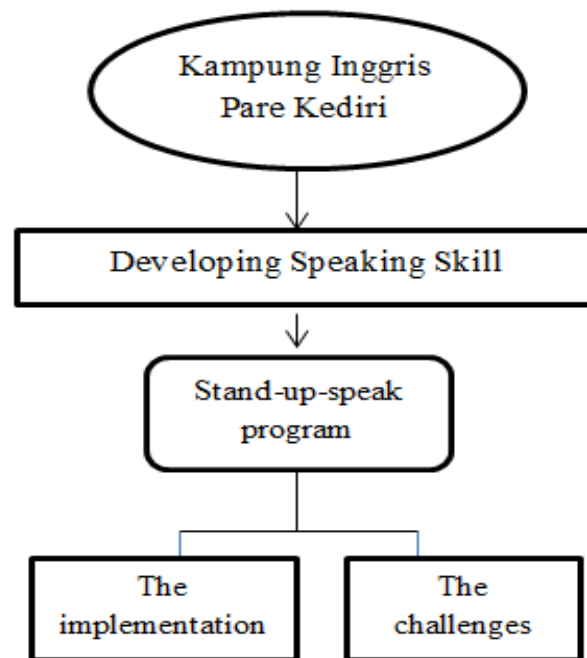 Kampung Inggris
Pare Kediri
Developing Speaking Skill
Stand-up-speak
program
The
implementation
The
challenges